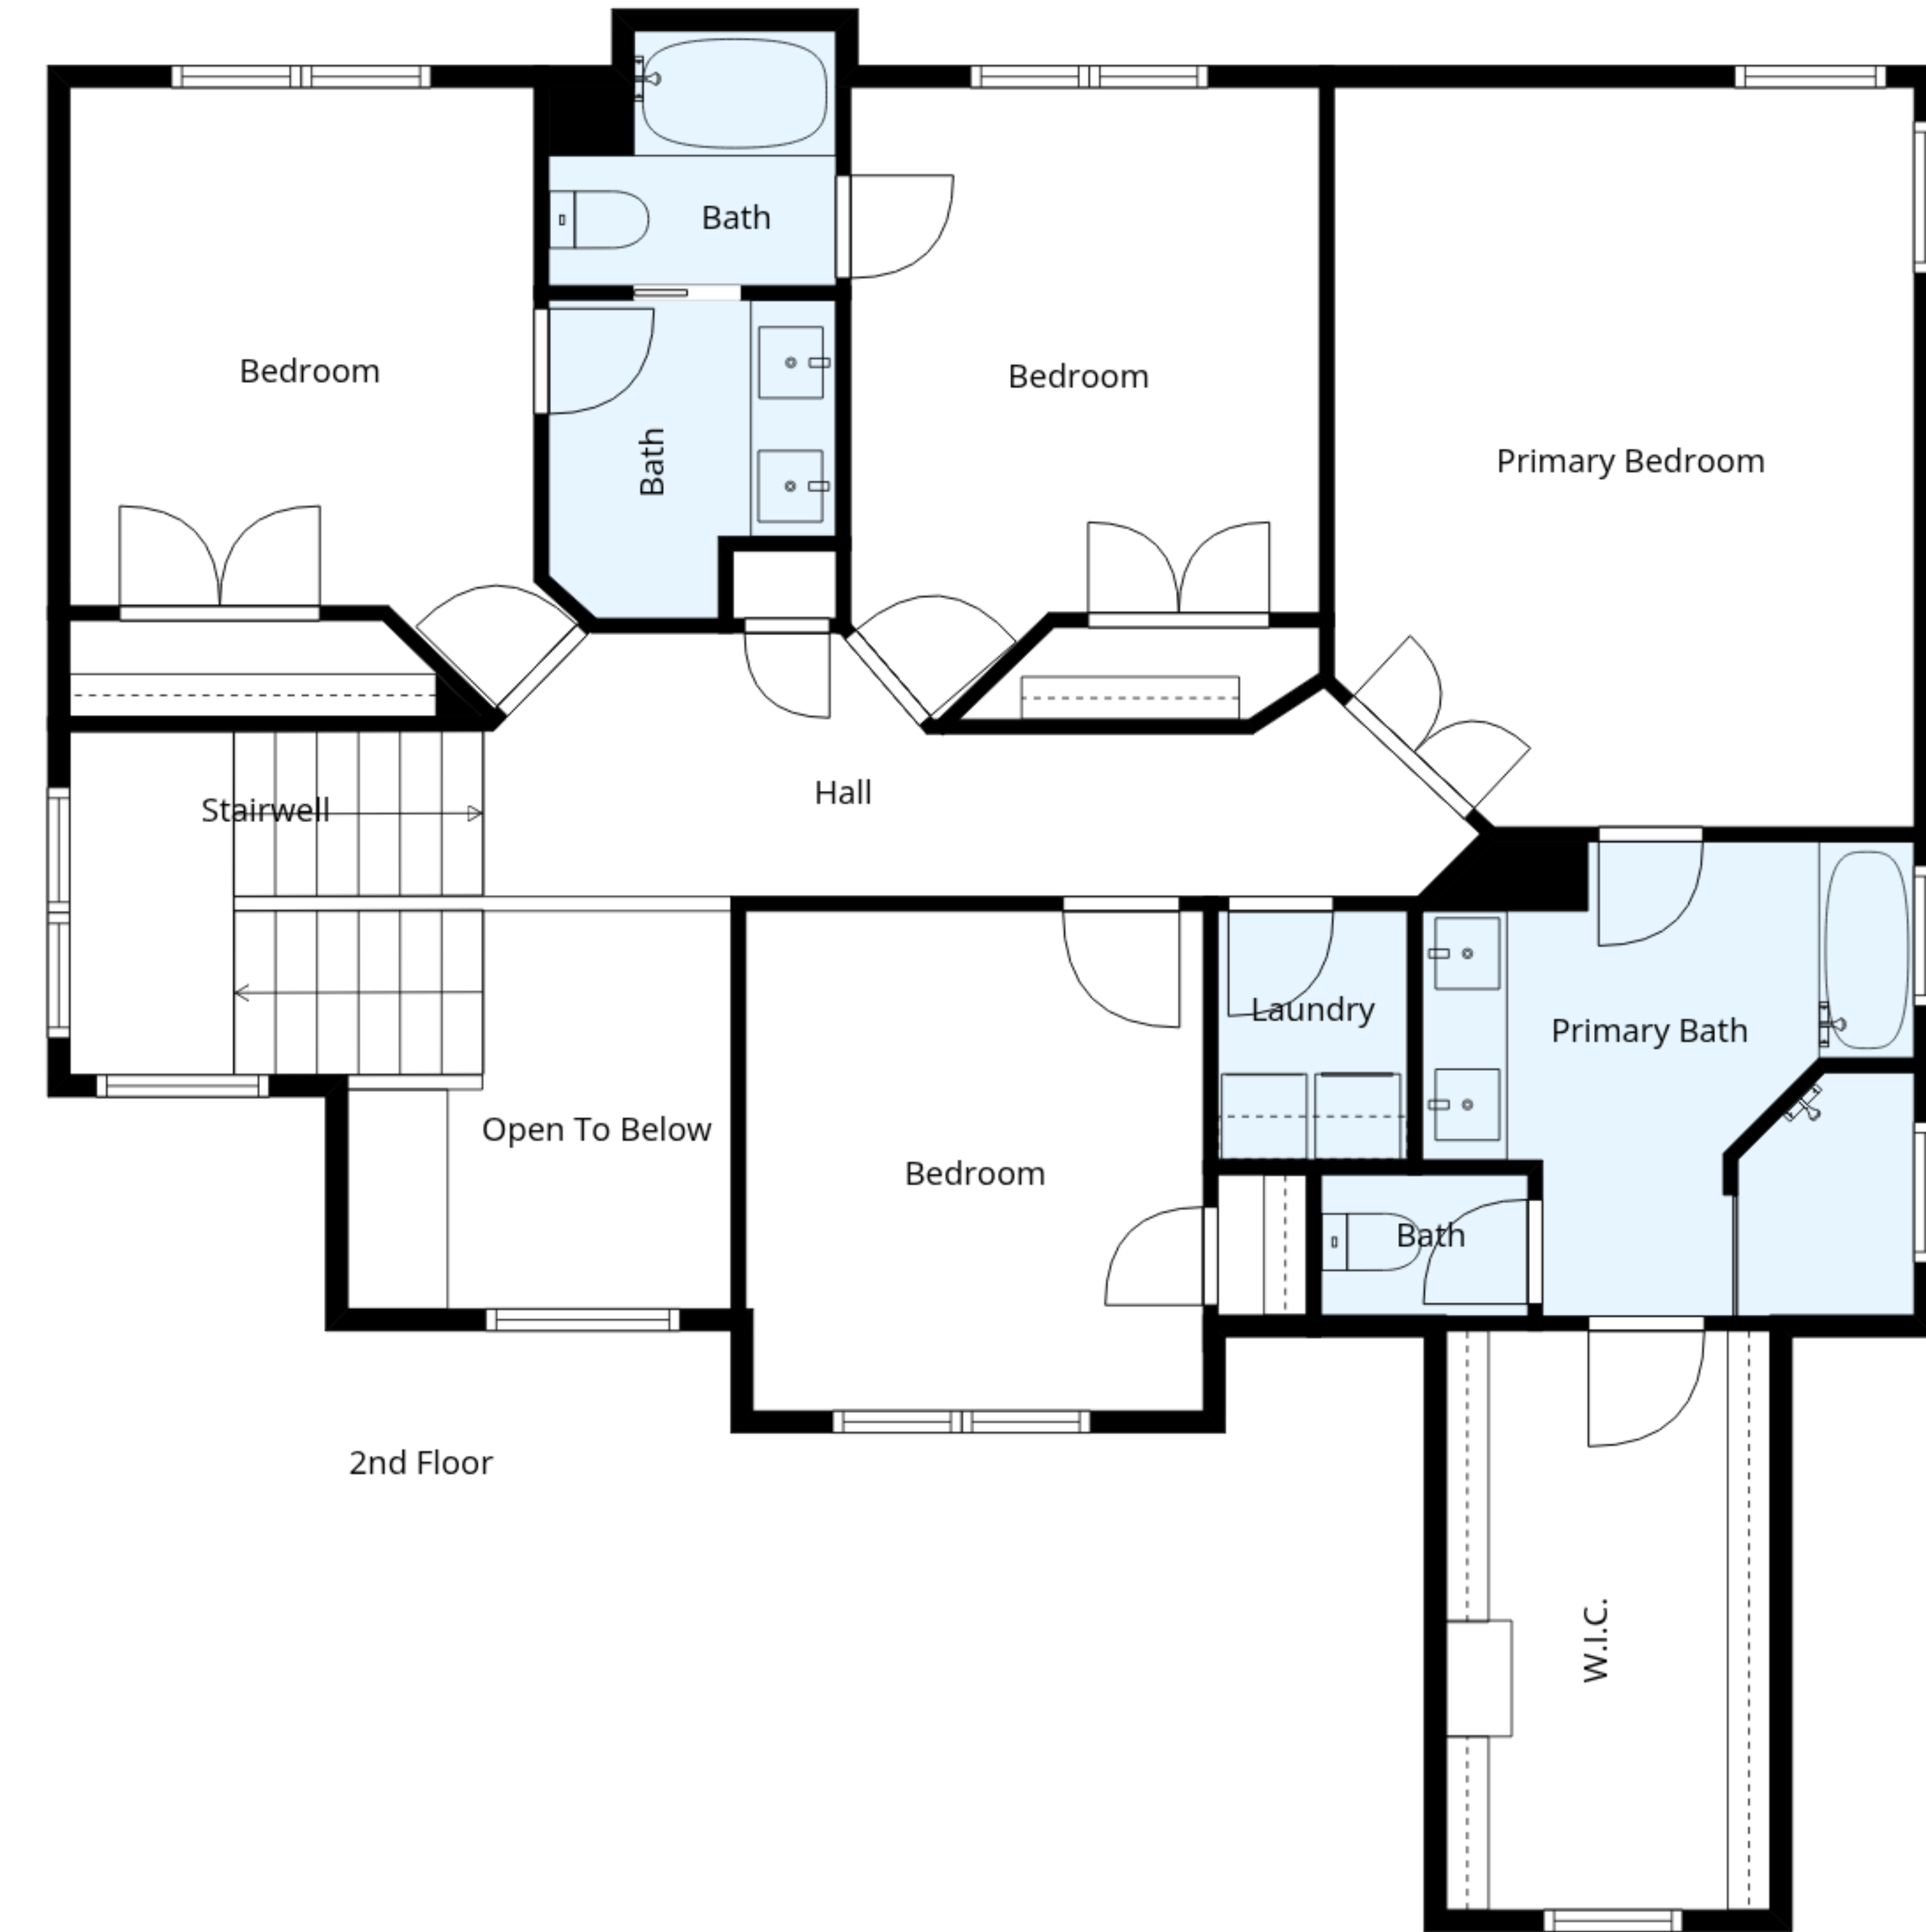 Bath
Bedroom
Bedroom
Bath
Primary Bedroom
Hall
Stairwell
Laundry
Primary Bath
Open To Below
Bedroom
Bath
2nd Floor
W.I.C.